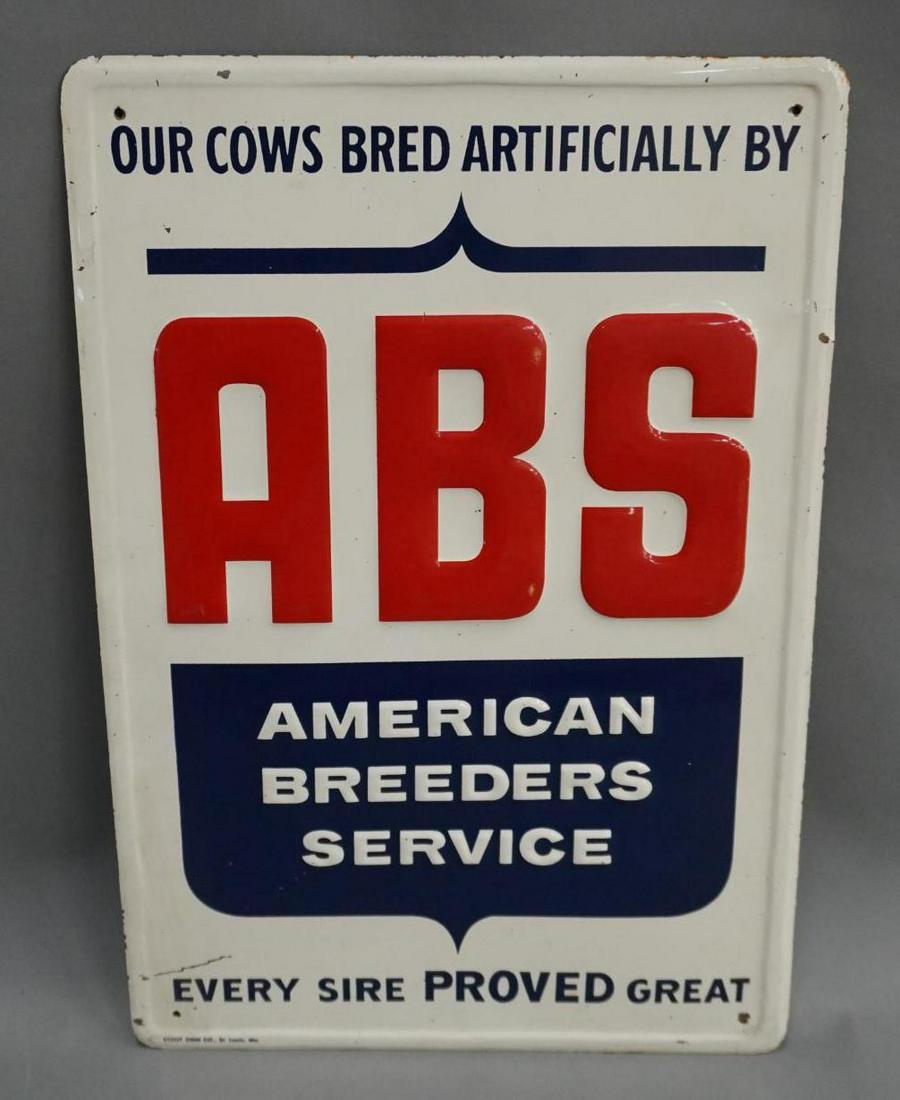 OUR COWS BRED ARTIFICIALLY BY
ABS
AMERICAN
BREEDERS
SERVICE
EVERY SIRE PROVED GREAT